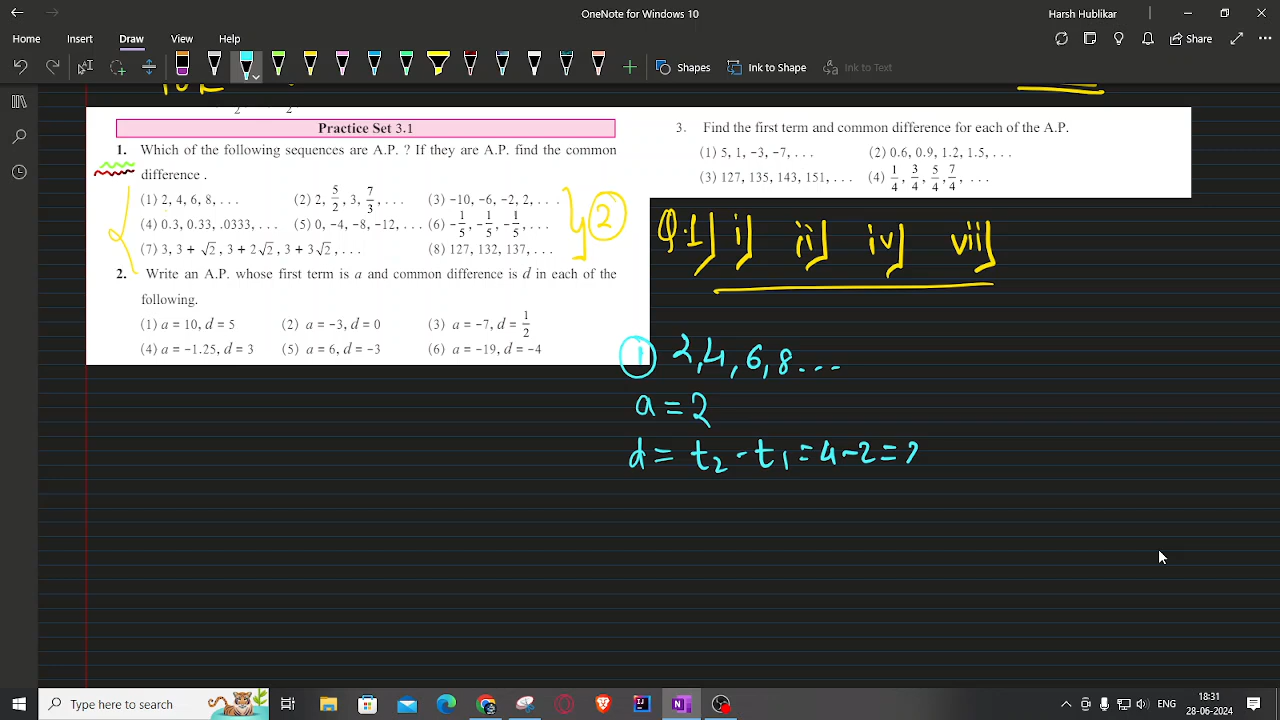 OneNote for Windows 10
Harsh Hublikar
Home Insert Draw View Help
Share
Shapes Ink to Shape Ink to Text
2 2
Practice Set 3.1
1. Which of the following sequences are A.P. ? If they are A.P. find the common
difference .
(1) 2, 4, 6, 8, . . . (2) 2, 5/2, 3, 7/3, . . . (3) -10, -6, -2, 2, . . .
(4) 0.3, 0.33, .0333, . . . (5) 0, -4, -8, -12, . . . (6) -1/5, -1/5, -1/5, . . .
(7) 3, 3 + √2, 3 + 2√2, 3 + 3√2, . . . (8) 127, 132, 137, . . .
2
2. Write an A.P. whose first term is a and common difference is d in each of the
following.
(1) a = 10, d = 5 (2) a = -3, d = 0 (3) a = -7, d = 1/2
(4) a = -1.25, d = 3 (5) a = 6, d = -3 (6) a = -19, d = -4
3. Find the first term and common difference for each of the A.P.
(1) 5, 1, -3, -7, . . . (2) 0.6, 0.9, 1.2, 1.5, . . .
(3) 127, 135, 143, 151, . . . (4) 1/4, 3/4, 5/4, 7/4, . . .
Q.1] i] ii] iv] vii]
i 2, 4, 6, 8 ...
a = 2
d = t2 - t1 = 4 - 2 = 2
Type here to search
18:31
28-06-2024